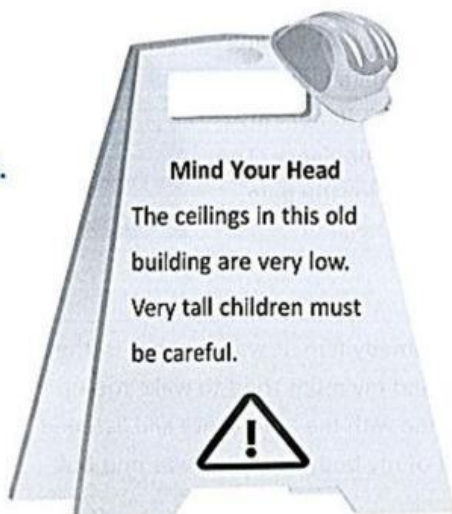 Mind Your Head
The ceilings in this old
building are very low.
Very tall children must
be careful.
!